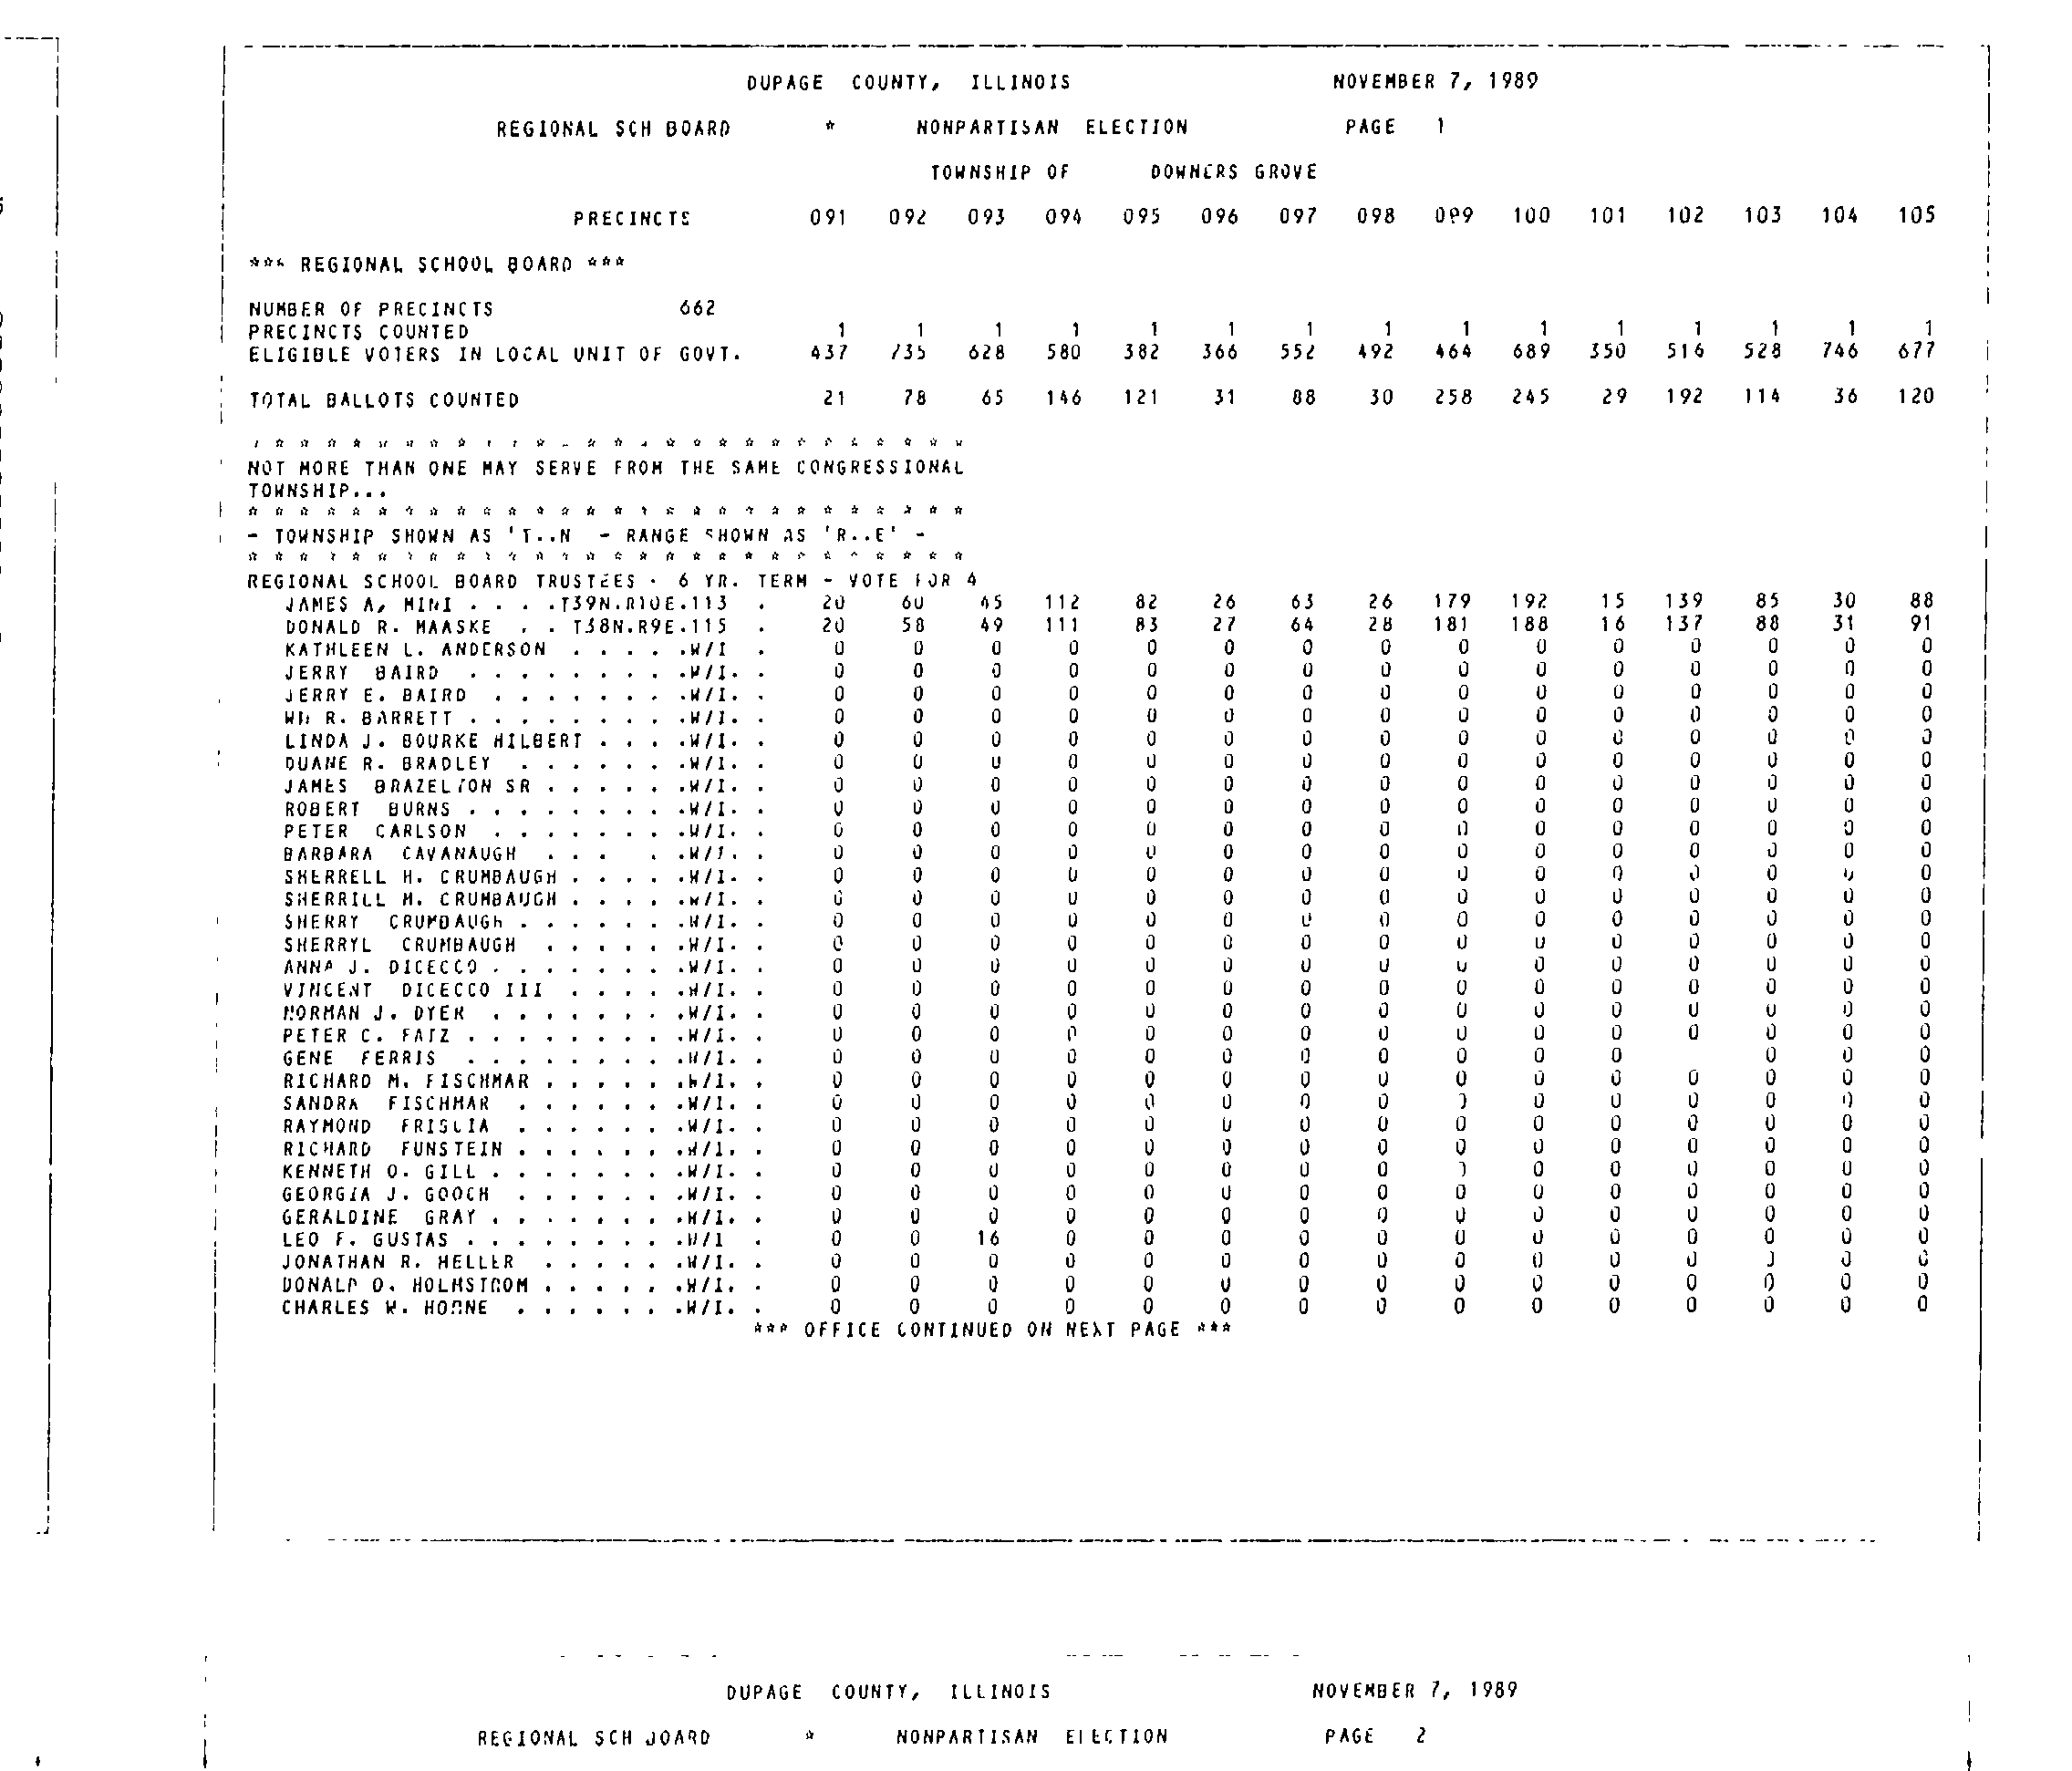 DUPAGE COUNTY, ILLINOIS NOVEMBER 7, 1989
REGIONAL SCH BOARD * NONPARTISAN ELECTION PAGE 1
TOWNSHIP OF DOWNERS GROVE
PRECINCTS 091 092 093 094 095 096 097 098 099 100 101 102 103 104 105
*** REGIONAL SCHOOL BOARD ***
NUMBER OF PRECINCTS 662
PRECINCTS COUNTED 1 1 1 1 1 1 1 1 1 1 1 1 1 1 1
ELIGIBLE VOTERS IN LOCAL UNIT OF GOVT. 437 735 628 580 382 366 552 492 464 689 350 516 528 746 677
TOTAL BALLOTS COUNTED 21 78 65 146 121 31 88 30 258 245 29 192 114 36 120
* * * * * * * * * * * * * * * * * * * * * * * * * * * *
NOT MORE THAN ONE MAY SERVE FROM THE SAME CONGRESSIONAL
TOWNSHIP...
* * * * * * * * * * * * * * * * * * * * * * * * * * * *
- TOWNSHIP SHOWN AS 'T..N - RANGE SHOWN AS 'R..E' -
* * * * * * * * * * * * * * * * * * * * * * * * * * * *
REGIONAL SCHOOL BOARD TRUSTEES - 6 YR. TERM - VOTE FOR 4
JAMES A. MINI . . . .T39N.R10E.113 . 20 60 45 112 82 26 63 26 179 192 15 139 85 30 88
DONALD R. MAASKE . . T38N.R9E.115 . 20 58 49 111 83 27 64 28 181 188 16 137 88 31 91
KATHLEEN L. ANDERSON . . . . .W/I . 0 0 0 0 0 0 0 0 0 0 0 0 0 0 0
JERRY BAIRD . . . . . . . . .W/I. . 0 0 0 0 0 0 0 0 0 0 0 0 0 0 0
JERRY E. BAIRD . . . . . . . .W/I. . 0 0 0 0 0 0 0 0 0 0 0 0 0 0 0
WM R. BARRETT . . . . . . . . .W/I. . 0 0 0 0 0 0 0 0 0 0 0 0 0 0 0
LINDA J. BOURKE HILBERT . . . .W/I. . 0 0 0 0 0 0 0 0 0 0 0 0 0 0 0
DUANE R. BRADLEY . . . . . . .W/I. . 0 0 0 0 0 0 0 0 0 0 0 0 0 0 0
JAMES BRAZELTON SR . . . . . .W/I. . 0 0 0 0 0 0 0 0 0 0 0 0 0 0 0
ROBERT BURNS . . . . . . . . .W/I. . 0 0 0 0 0 0 0 0 0 0 0 0 0 0 0
PETER CARLSON . . . . . . . .W/I. . 0 0 0 0 0 0 0 0 0 0 0 0 0 0 0
BARBARA CAVANAUGH . . . . .W/I. . 0 0 0 0 0 0 0 0 0 0 0 0 0 0 0
SHERRELL H. CRUMBAUGH . . . . .W/I. . 0 0 0 0 0 0 0 0 0 0 0 0 0 0 0
SHERRILL M. CRUMBAUGH . . . . .W/I. . 0 0 0 0 0 0 0 0 0 0 0 0 0 0 0
SHERRY CRUMBAUGH . . . . . . .W/I. . 0 0 0 0 0 0 0 0 0 0 0 0 0 0 0
SHERRYL CRUMBAUGH . . . . . .W/I. . 0 0 0 0 0 0 0 0 0 0 0 0 0 0 0
ANNA J. DICECCO . . . . . . . .W/I. . 0 0 0 0 0 0 0 0 0 0 0 0 0 0 0
VINCENT DICECCO III . . . . .W/I. . 0 0 0 0 0 0 0 0 0 0 0 0 0 0 0
NORMAN J. DYER . . . . . . . .W/I. . 0 0 0 0 0 0 0 0 0 0 0 0 0 0 0
PETER C. FATZ . . . . . . . . .W/I. . 0 0 0 0 0 0 0 0 0 0 0 0 0 0 0
GENE FERRIS . . . . . . . . .W/I. . 0 0 0 0 0 0 0 0 0 0 0 0 0 0
RICHARD M. FISCHMAR . . . . . .W/I. . 0 0 0 0 0 0 0 0 0 0 0 0 0 0 0
SANDRA FISCHMAR . . . . . . .W/I. . 0 0 0 0 0 0 0 0 0 0 0 0 0 0 0
RAYMOND FRIGLIA . . . . . . .W/I. . 0 0 0 0 0 0 0 0 0 0 0 0 0 0 0
RICHARD FUNSTEIN . . . . . . .W/I. . 0 0 0 0 0 0 0 0 0 0 0 0 0 0 0
KENNETH O. GILL . . . . . . . .W/I. . 0 0 0 0 0 0 0 0 0 0 0 0 0 0 0
GEORGIA J. GOOCH . . . . . . .W/I. . 0 0 0 0 0 0 0 0 0 0 0 0 0 0 0
GERALDINE GRAY . . . . . . . .W/I. . 0 0 0 0 0 0 0 0 0 0 0 0 0 0 0
LEO F. GUSTAS . . . . . . . . .W/I . 0 0 16 0 0 0 0 0 0 0 0 0 0 0 0
JONATHAN R. HELLER . . . . . .W/I. . 0 0 0 0 0 0 0 0 0 0 0 0 0 0 0
DONALD O. HOLMSTROM . . . . . .W/I. . 0 0 0 0 0 0 0 0 0 0 0 0 0 0 0
CHARLES W. HORNE . . . . . . .W/I. . 0 0 0 0 0 0 0 0 0 0 0 0 0 0 0
*** OFFICE CONTINUED ON NEXT PAGE ***
DUPAGE COUNTY, ILLINOIS NOVEMBER 7, 1989
REGIONAL SCH BOARD * NONPARTISAN ELECTION PAGE 2